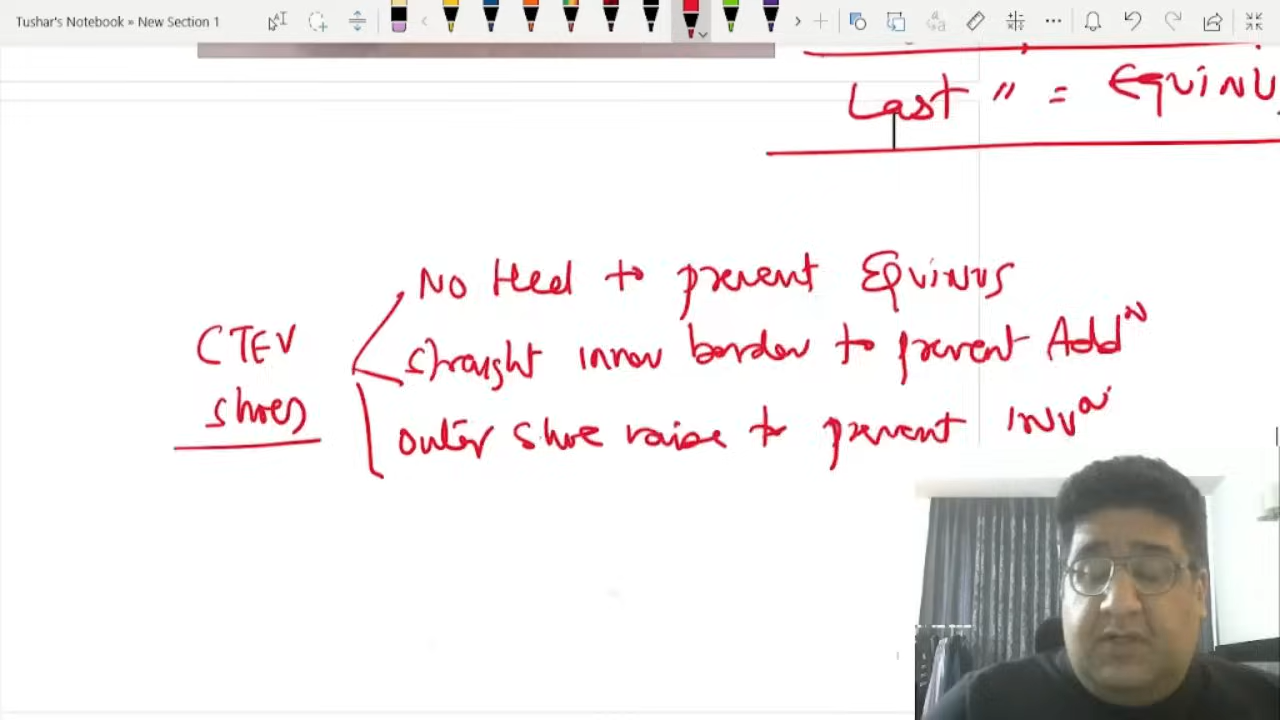 Tushar's Notebook » New Section 1
Last " = EQUINU
CTEV shoes
No Heel to prevent EQUINUS
straight inner border to prevent Addⁿ
outer shoe raise to prevent INVⁿ